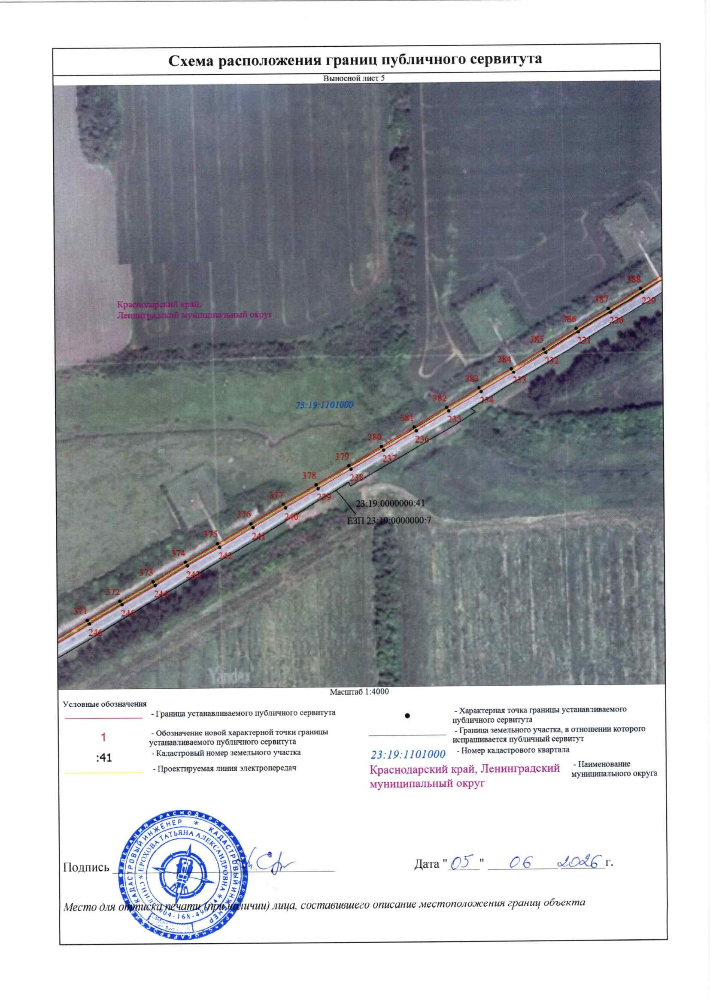 Схема расположения границ публичного сервитута
Выносной лист 5
388
229
387
230
386
231
385
232
384
233
383
234
382
235
381
236
380
237
379
238
378
239
377
240
376
241
375
242
374
243
373
244
372
245
371
246
Краснодарский край,
Ленинградский муниципальный округ
23:19:1101000
23:19:0000000:41
ЕЗП 23:19:0000000:7
Yandex
Масштаб 1:4000
Условные обозначения
- Граница устанавливаемого публичного сервитута
1
- Обозначение новой характерной точки границы
устанавливаемого публичного сервитута
:41
- Кадастровый номер земельного участка
- Проектируемая линия электропередач
- Характерная точка границы устанавливаемого
публичного сервитута
- Граница земельного участка, в отношении которого
испрашивается публичный сервитут
23:19:1101000
- Номер кадастрового квартала
Краснодарский край, Ленинградский
муниципальный округ
- Наименование
муниципального округа
Подпись
Дата "05" 06 2026 г.
Место для оттиска печати (при наличии) лица, составившего описание местоположения границ объекта
КРАСНОДАРСКИЙ КРАЙ
КАДАСТРОВЫЙ ИНЖЕНЕР * КАДАСТРОВЫЙ ИНЖЕНЕР
ЕРОХОВА ТАТЬЯНА АЛЕКСАНДРОВНА